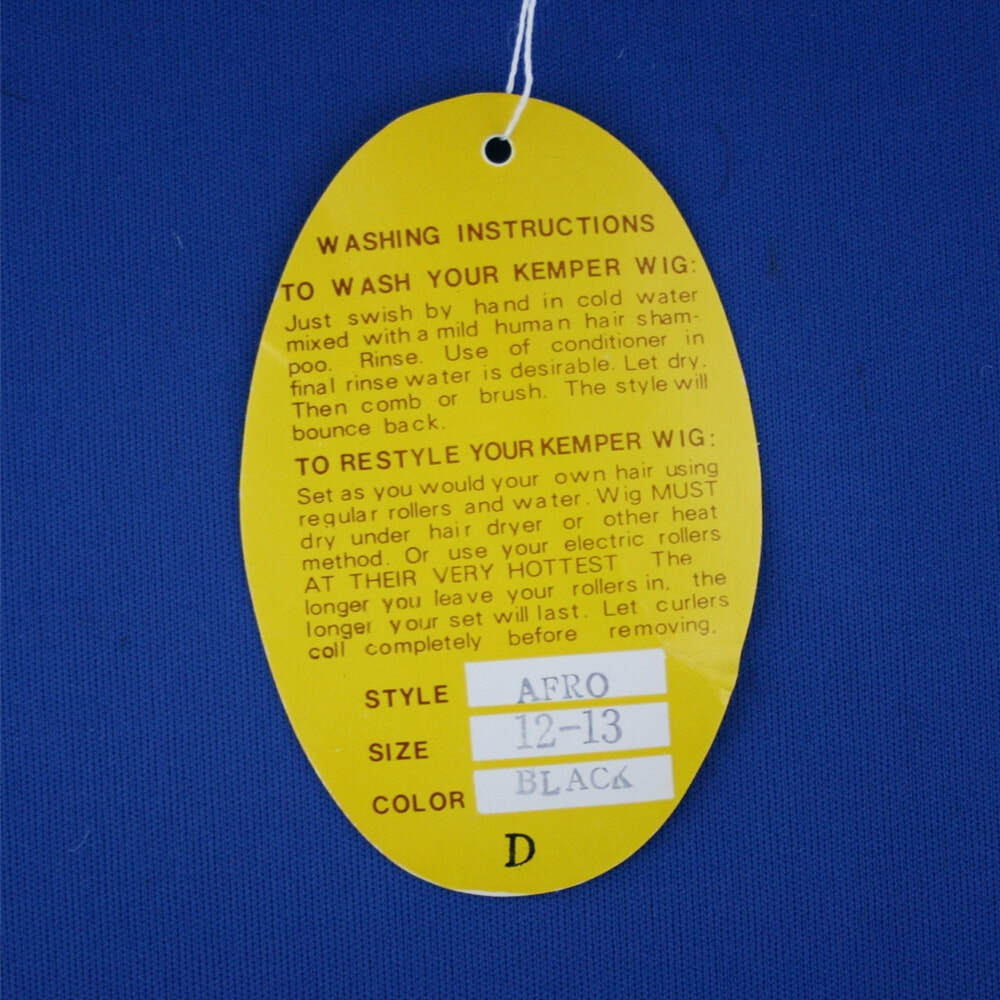 WASHING INSTRUCTIONS
TO WASH YOUR KEMPER WIG:
Just swish by hand in cold water
mixed with a mild human hair sham-
poo. Rinse. Use of conditioner in
final rinse water is desirable. Let dry.
Then comb or brush. The style will
bounce back.
TO RESTYLE YOUR KEMPER WIG:
Set as you would your own hair using
regular rollers and water. Wig MUST
dry under hair dryer or other heat
method. Or use your electric rollers
AT THEIR VERY HOTTEST The
longer you leave your rollers in, the
longer your set will last. Let curlers
coll completely before removing.
STYLE AFRO
SIZE 12-13
COLOR BLACK
D